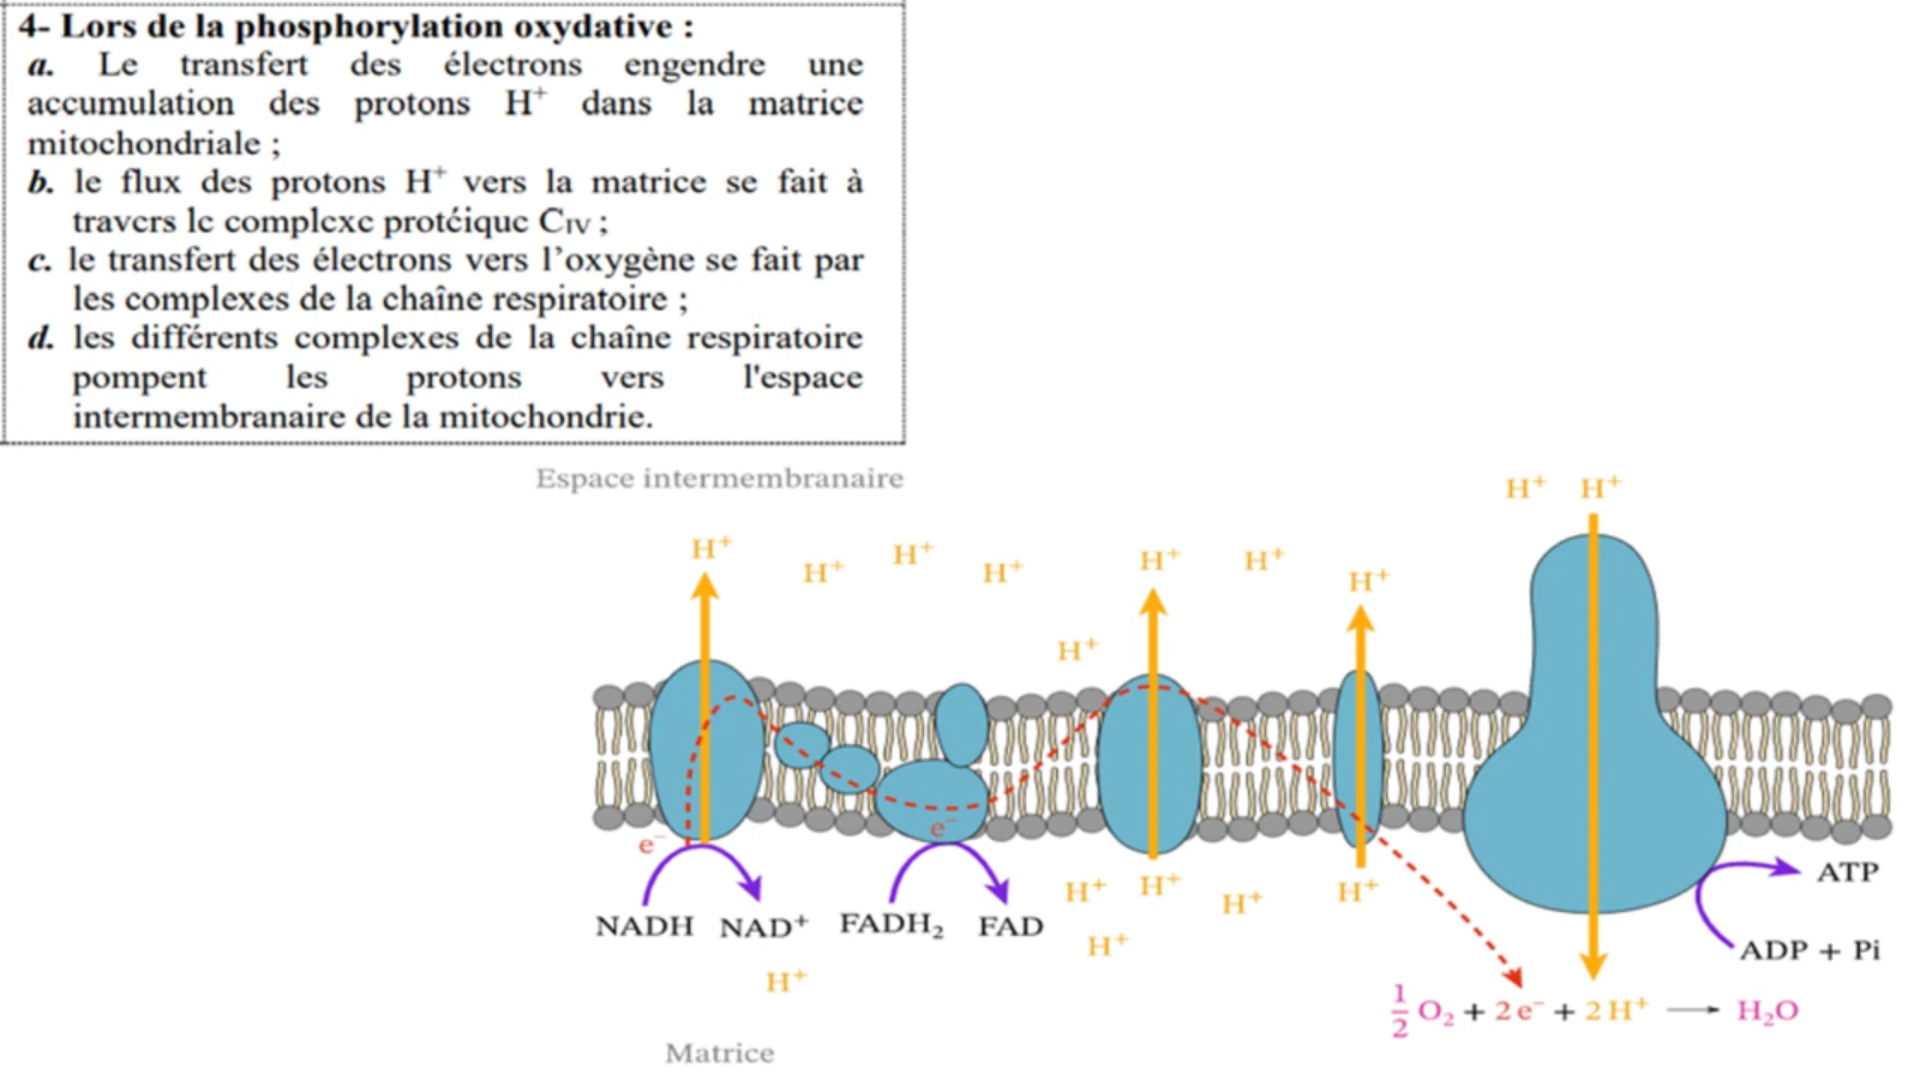 4- Lors de la phosphorylation oxydative :
a. Le transfert des électrons engendre une
accumulation des protons H⁺ dans la matrice
mitochondriale ;
b. le flux des protons H⁺ vers la matrice se fait à
travers le complexe protéique CIV ;
c. le transfert des électrons vers l’oxygène se fait par
les complexes de la chaîne respiratoire ;
d. les différents complexes de la chaîne respiratoire
pompent les protons vers l'espace
intermembranaire de la mitochondrie.
Espace intermembranaire
H⁺ H⁺
H⁺ H⁺ H⁺ H⁺ H⁺ H⁺ H⁺
H⁺
e⁻ e⁻
NADH NAD⁺ FADH₂ FAD
H⁺ H⁺ H⁺ H⁺
H⁺
H⁺
ATP
ADP + Pi
1/2 O₂ + 2 e⁻ + 2 H⁺ → H₂O
Matrice